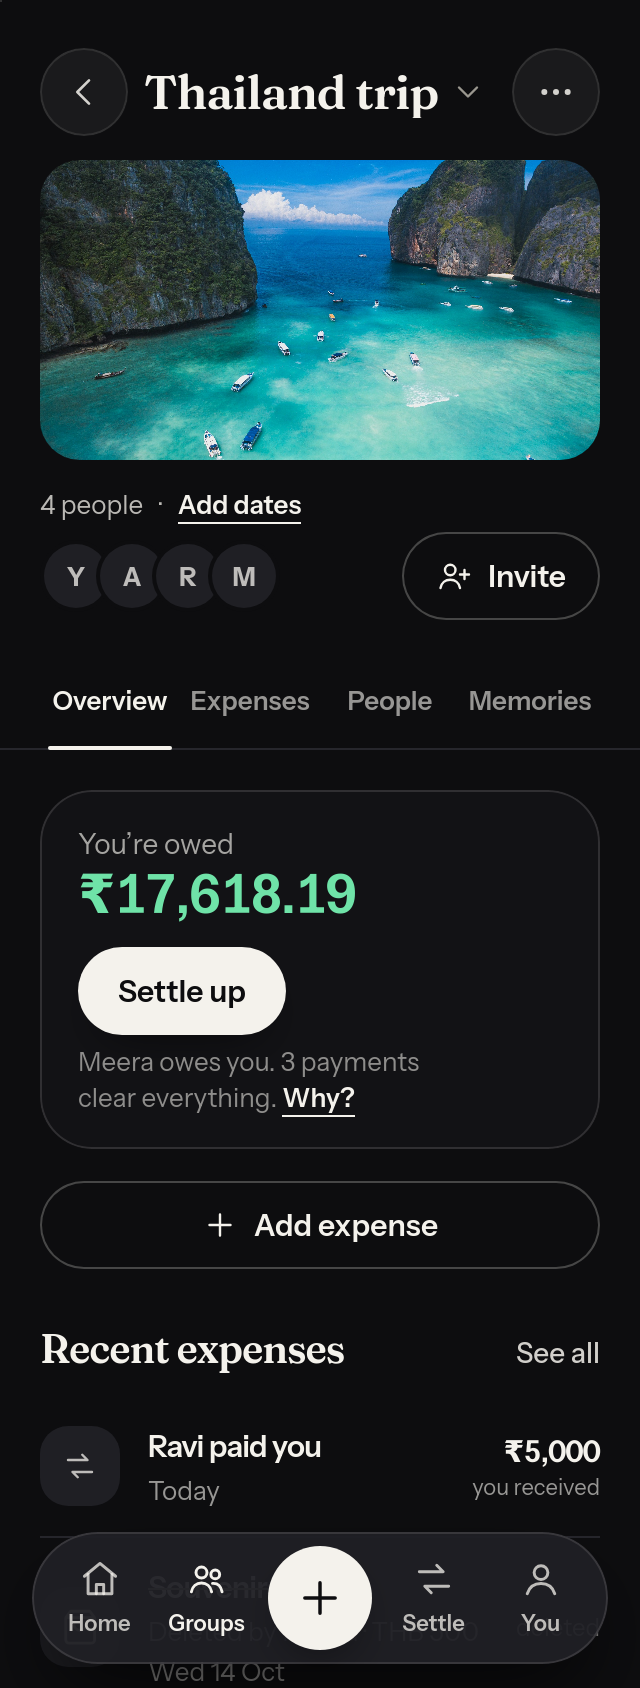 Thailand trip
4 people · Add dates
Y A R M
Invite
Overview Expenses People Memories
You’re owed
₹17,618.19
Settle up
Meera owes you. 3 payments
clear everything. Why?
Add expense
Recent expenses See all
Ravi paid you ₹5,000
Today you received
Home Groups Settle You
Wed 14 Oct